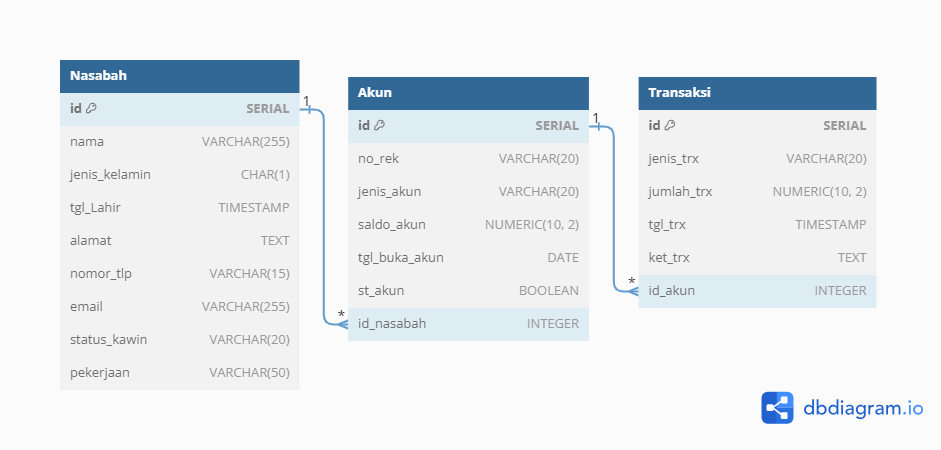 Nasabah
id SERIAL
nama VARCHAR(255)
jenis_kelamin CHAR(1)
tgl_Lahir TIMESTAMP
alamat TEXT
nomor_tlp VARCHAR(15)
email VARCHAR(255)
status_kawin VARCHAR(20)
pekerjaan VARCHAR(50)
1
*
Akun
id SERIAL
no_rek VARCHAR(20)
jenis_akun VARCHAR(20)
saldo_akun NUMERIC(10, 2)
tgl_buka_akun DATE
st_akun BOOLEAN
id_nasabah INTEGER
1
*
Transaksi
id SERIAL
jenis_trx VARCHAR(20)
jumlah_trx NUMERIC(10, 2)
tgl_trx TIMESTAMP
ket_trx TEXT
id_akun INTEGER
dbdiagram.io